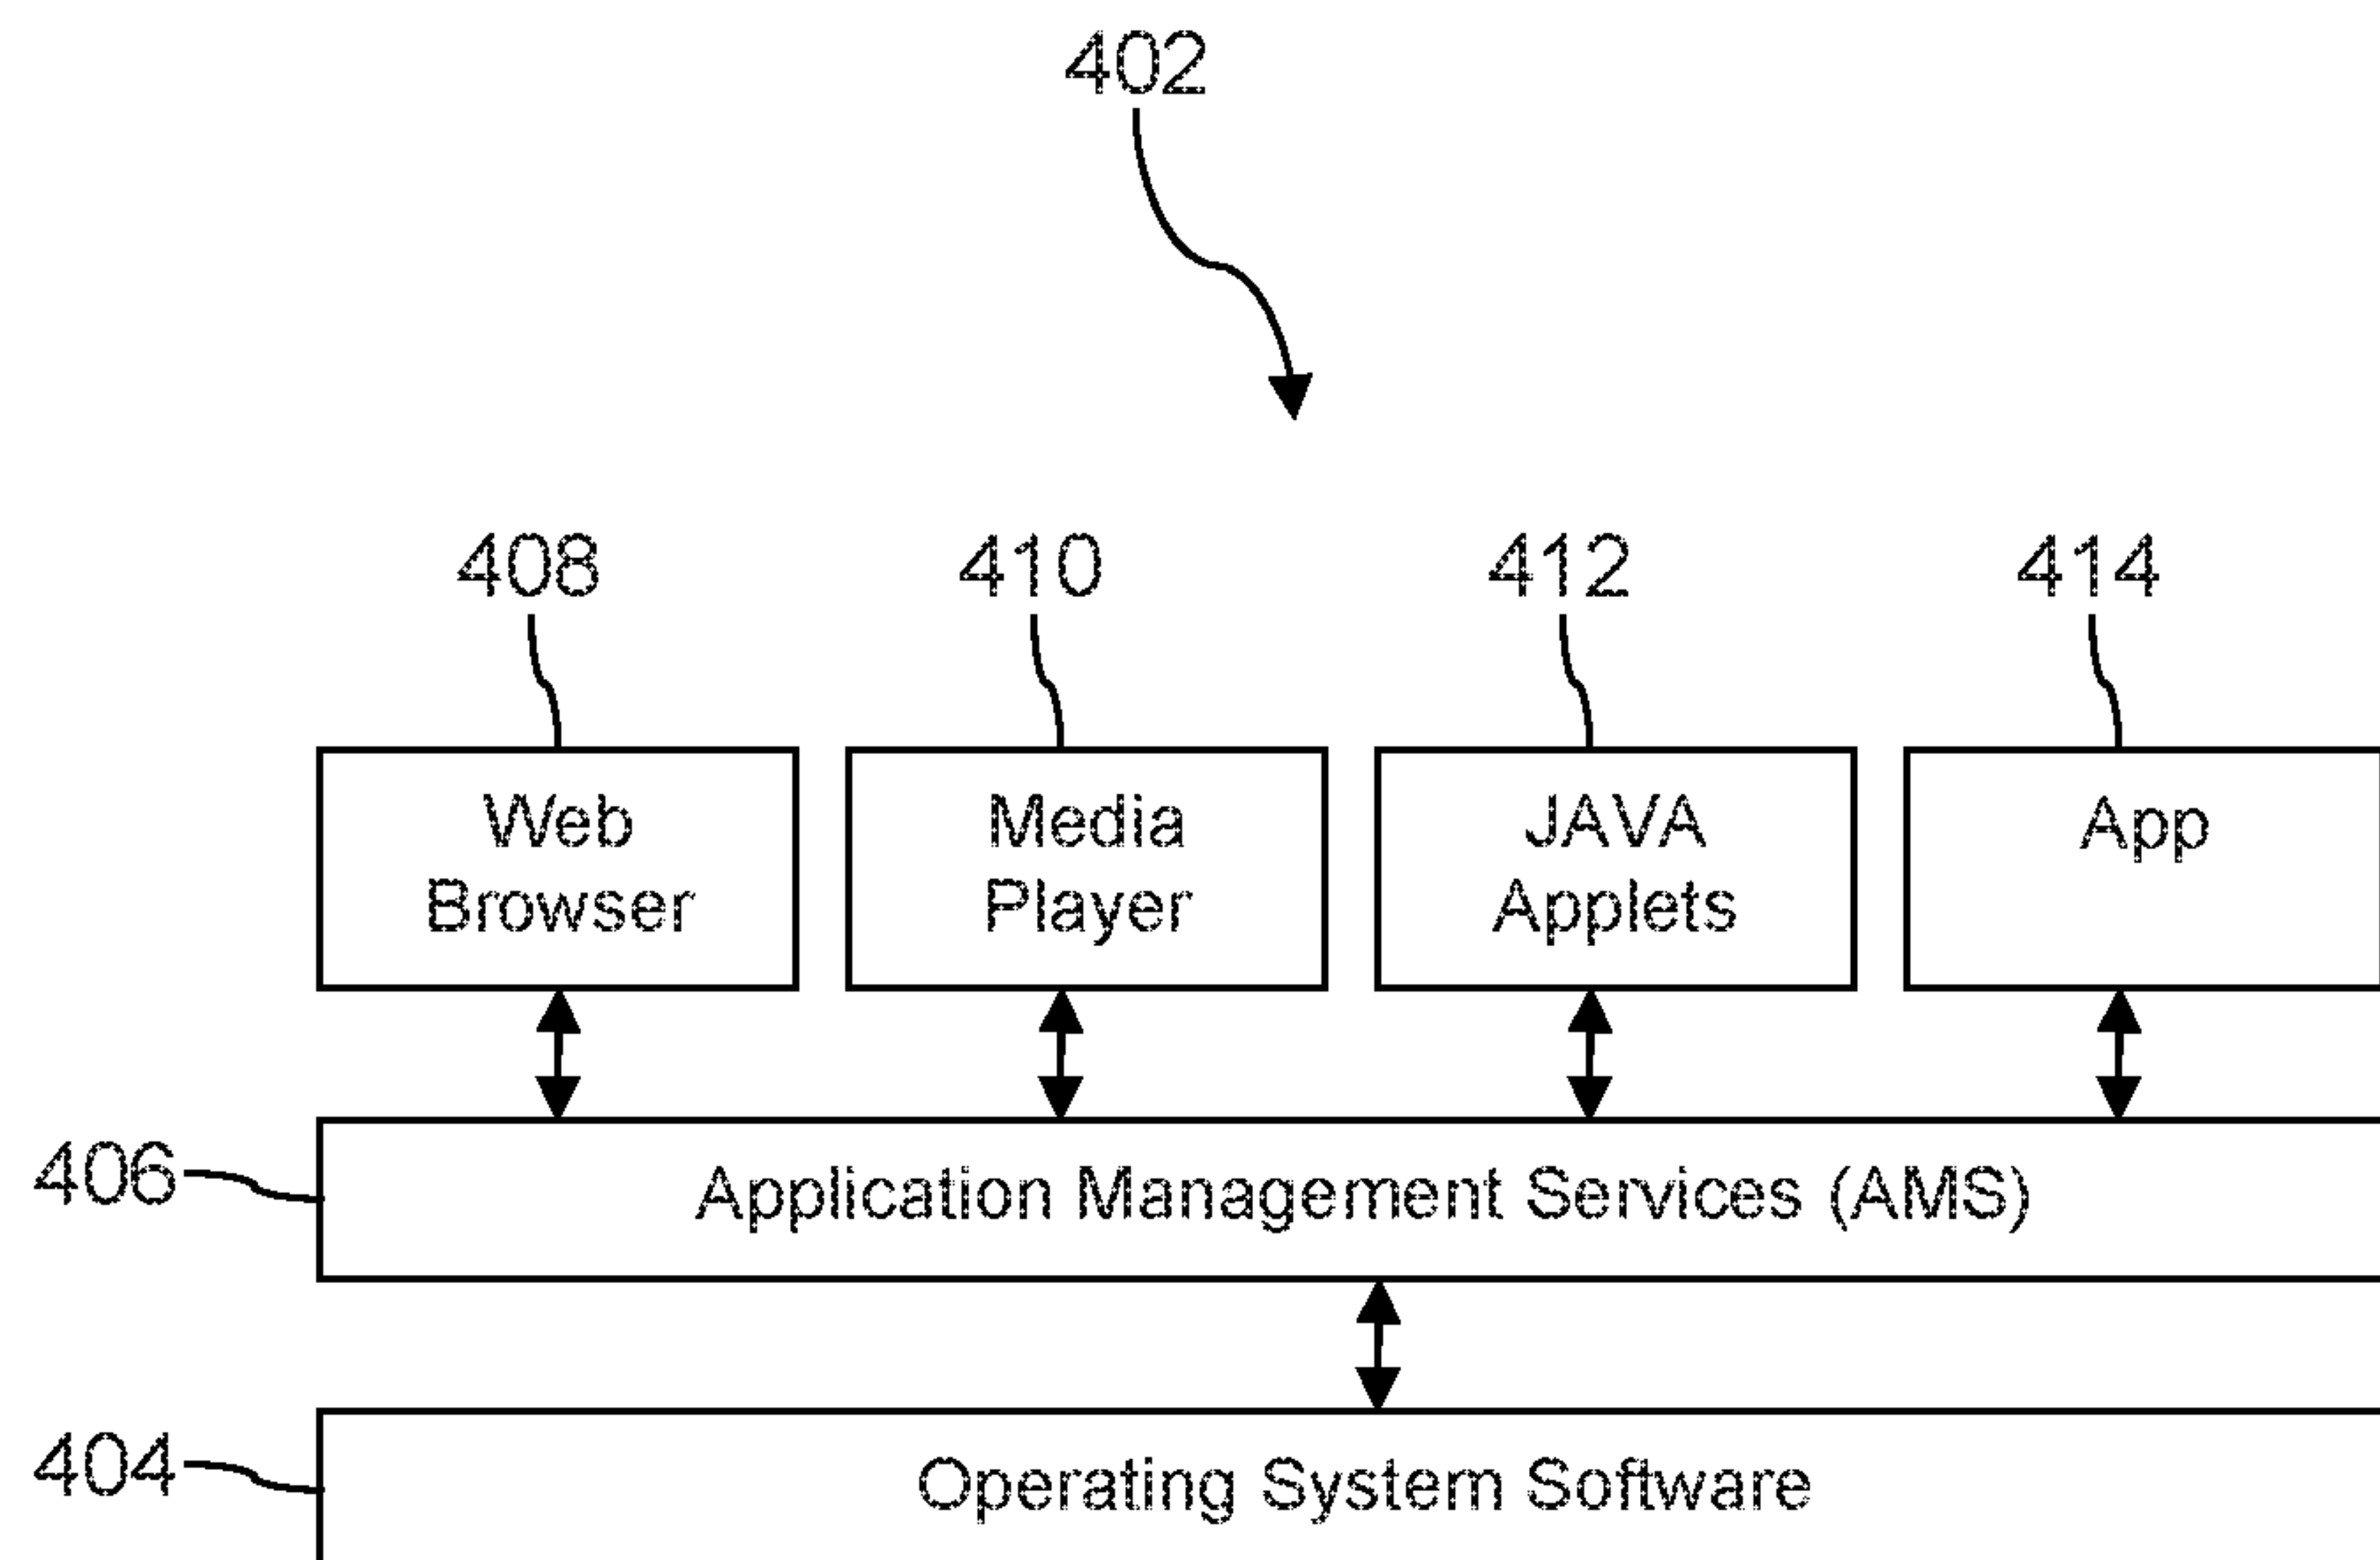 402
408 410 412 414
Web Browser
Media Player
JAVA Applets
App
406 Application Management Services (AMS)
404 Operating System Software